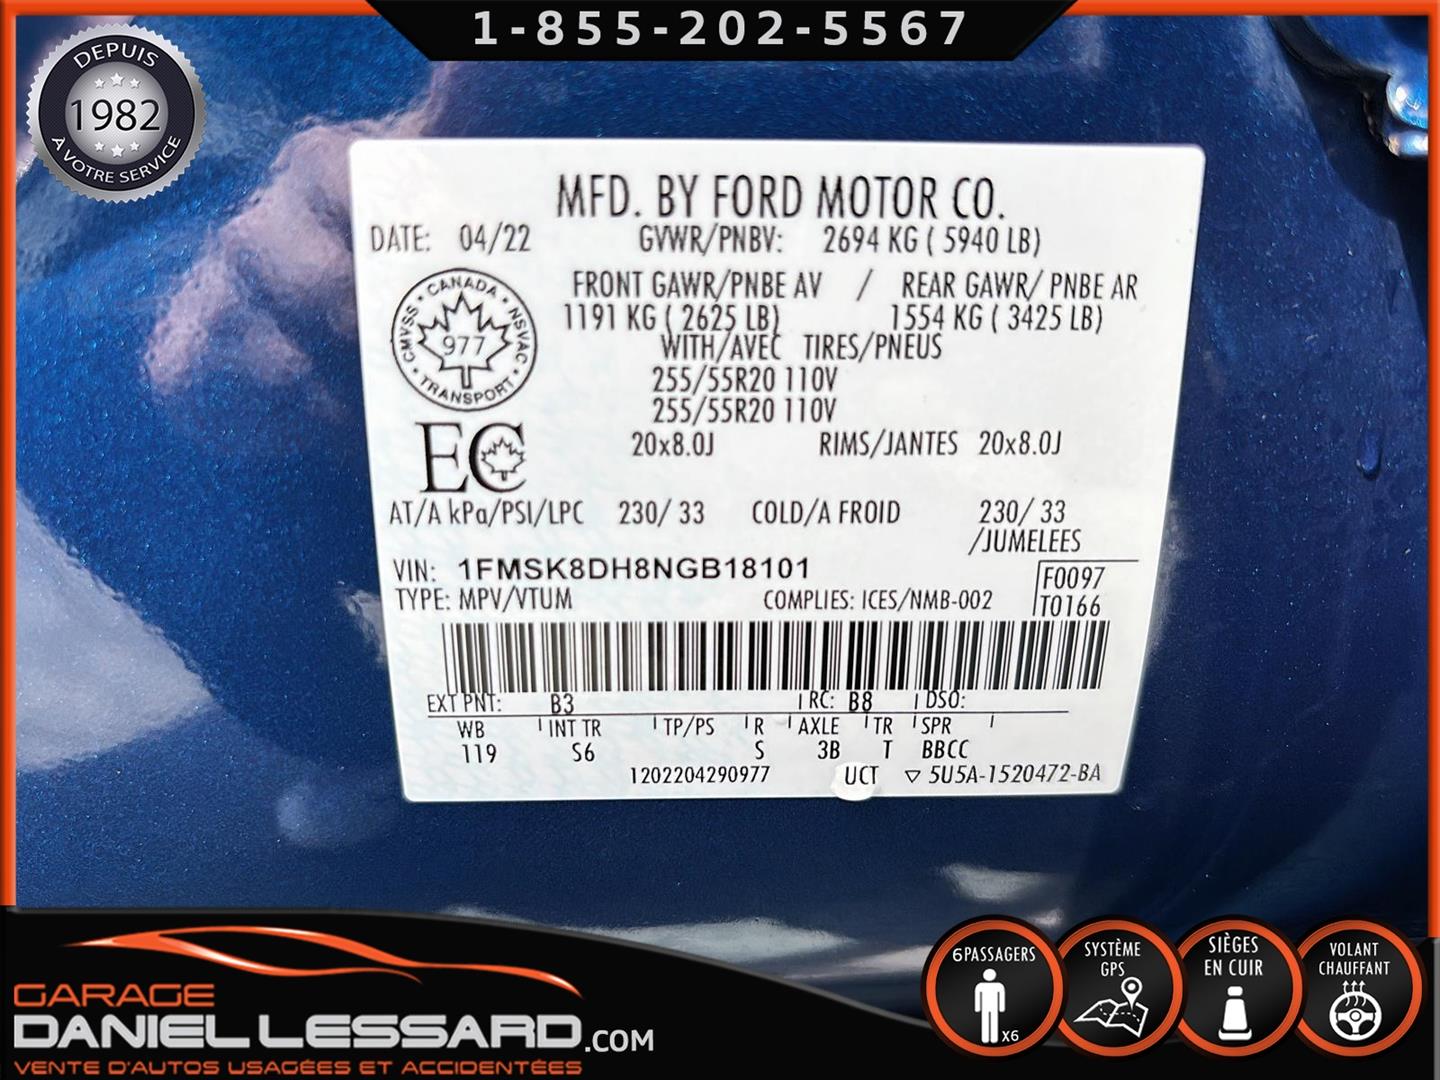 1-855-202-5567
DEPUIS
1982
À VOTRE SERVICE
MFD. BY FORD MOTOR CO.
DATE: 04/22 GVWR/PNBV: 2694 KG ( 5940 LB)
FRONT GAWR/PNBE AV / REAR GAWR/ PNBE AR
1191 KG ( 2625 LB) 1554 KG ( 3425 LB)
WITH/AVEC TIRES/PNEUS
255/55R20 110V
255/55R20 110V
CANADA
CMVSS NSVAC
977
TRANSPORT
EC
20x8.0J RIMS/JANTES 20x8.0J
AT/A kPa/PSI/LPC 230/ 33 COLD/A FROID 230/ 33
/JUMELEES
VIN: 1FMSK8DH8NGB18101
F0097
TYPE: MPV/VTUM COMPLIES: ICES/NMB-002 T0166
EXT PNT: B3 RC: B8 DSO:
WB INT TR TP/PS R AXLE TR SPR
119 S6 S 3B T BBCC
1202204290977 UCT ▽ 5U5A-1520472-BA
GARAGE
DANIEL LESSARD.COM
VENTE D'AUTOS USAGÉES ET ACCIDENTÉES
6 PASSAGERS
x6
SYSTÈME
GPS
SIÈGES
EN CUIR
VOLANT
CHAUFFANT